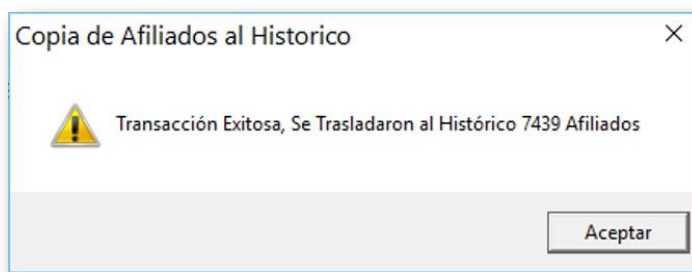 Copia de Afiliados al Historico
Transacción Exitosa, Se Trasladaron al Histórico 7439 Afiliados
Aceptar